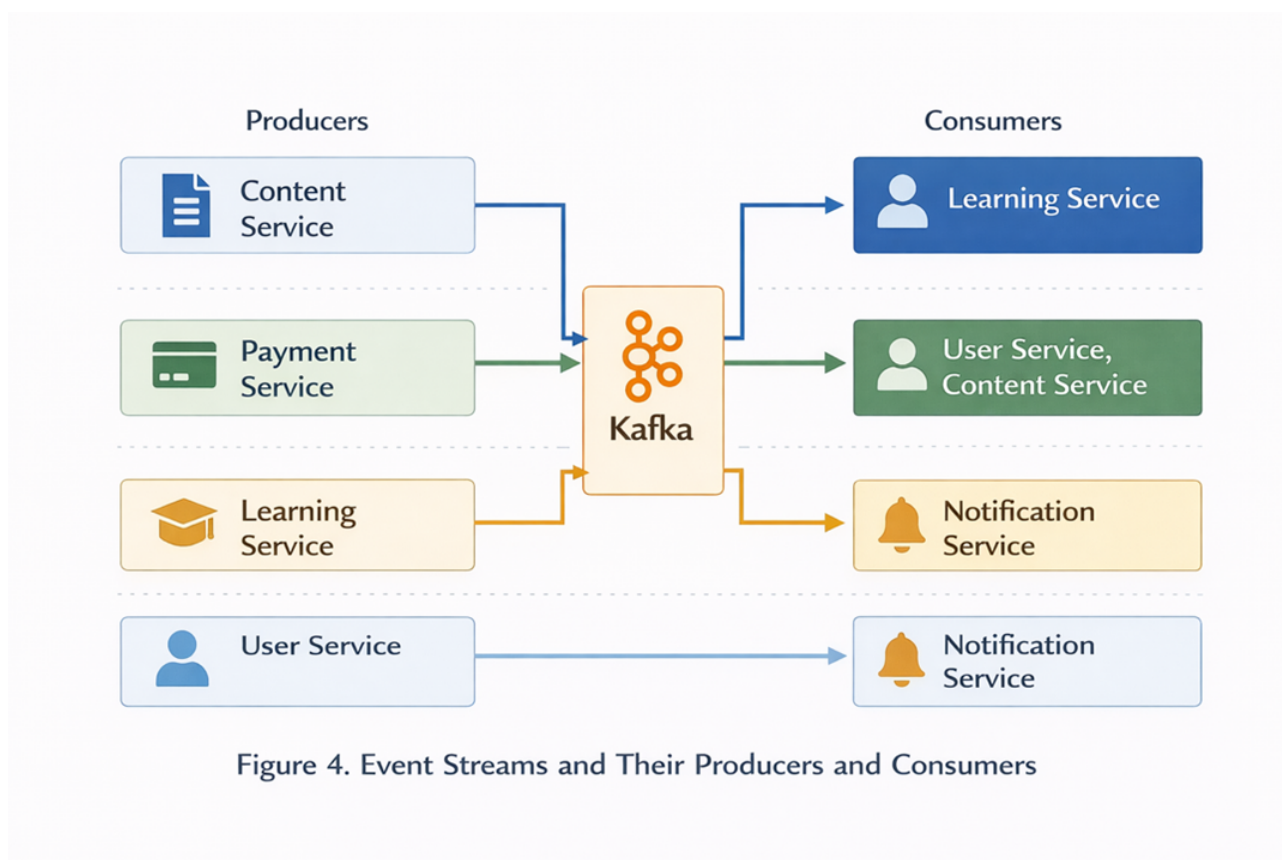 Producers
Consumers
Content
Service
Learning Service
Payment
Service
Kafka
User Service,
Content Service
Learning
Service
Notification
Service
User Service
Notification
Service
Figure 4. Event Streams and Their Producers and Consumers